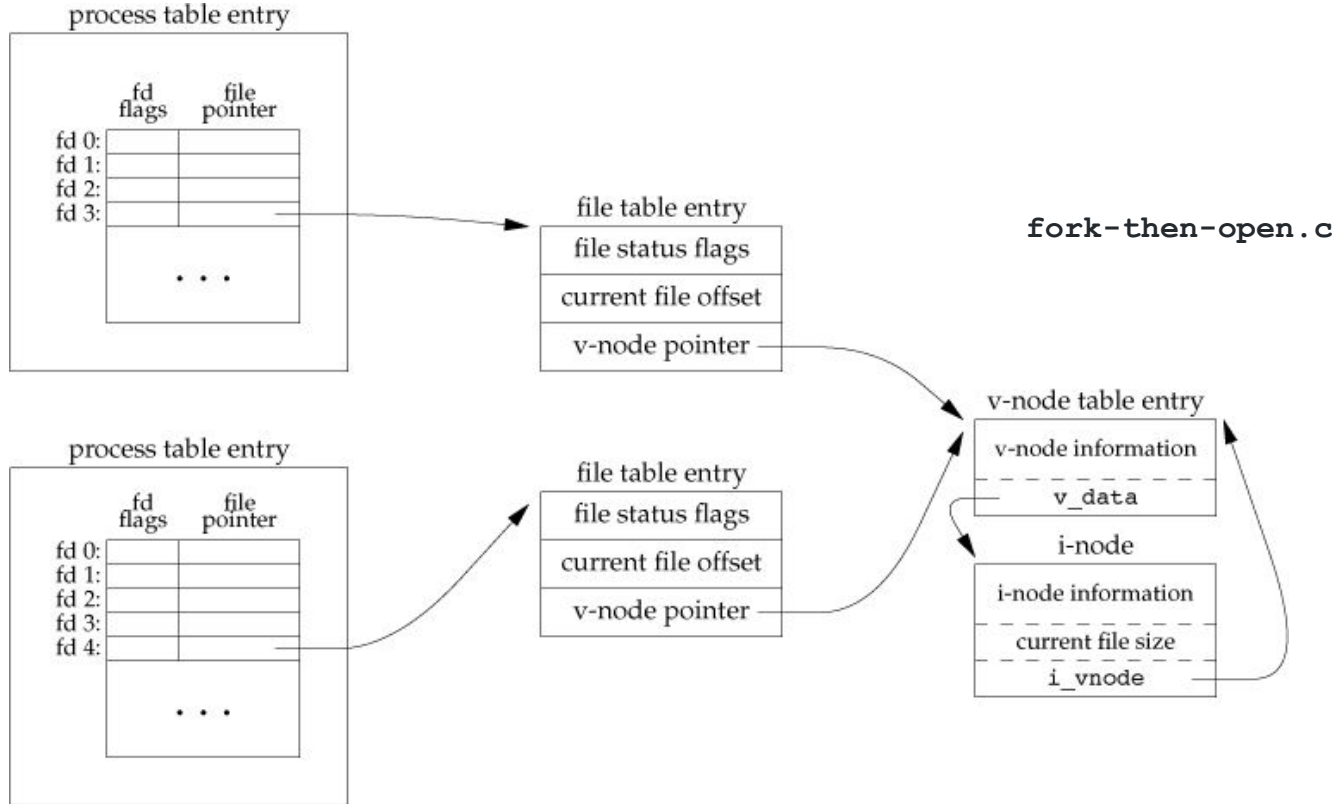 process table entry
fd flags
file pointer
fd 0:
fd 1:
fd 2:
fd 3:
. . .
file table entry
file status flags
current file offset
v-node pointer
fork-then-open.c
v-node table entry
v-node information
v_data
i-node
i-node information
current file size
i_vnode
process table entry
fd flags
file pointer
fd 0:
fd 1:
fd 2:
fd 3:
fd 4:
. . .
file table entry
file status flags
current file offset
v-node pointer